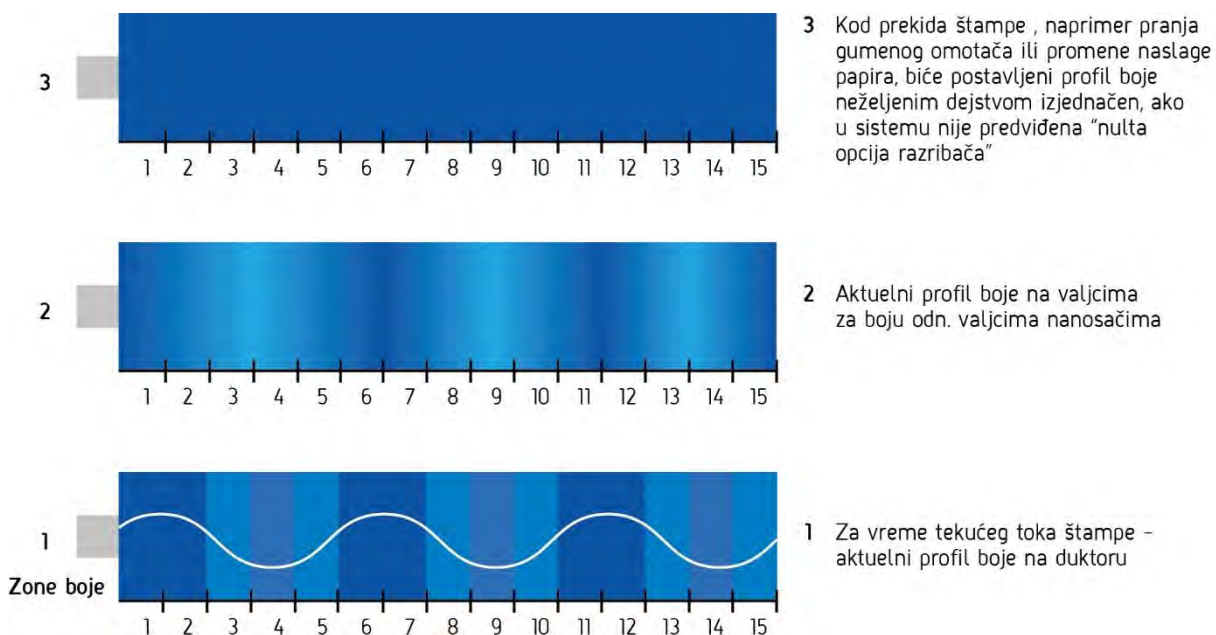 3 Kod prekida štampe , naprimer pranja
gumenog omotača ili promene naslage
papira, biće postavljeni profil boje
neželjenim dejstvom izjednačen, ako
u sistemu nije predviđena “nulta
opcija razribača”
3
1 2 3 4 5 6 7 8 9 10 11 12 13 14 15
2 Aktuelni profil boje na valjcima
za boju odn. valjcima nanosačima
2
1 2 3 4 5 6 7 8 9 10 11 12 13 14 15
1 Za vreme tekućeg toka štampe –
aktuelni profil boje na duktoru
1
Zone boje
1 2 3 4 5 6 7 8 9 10 11 12 13 14 15